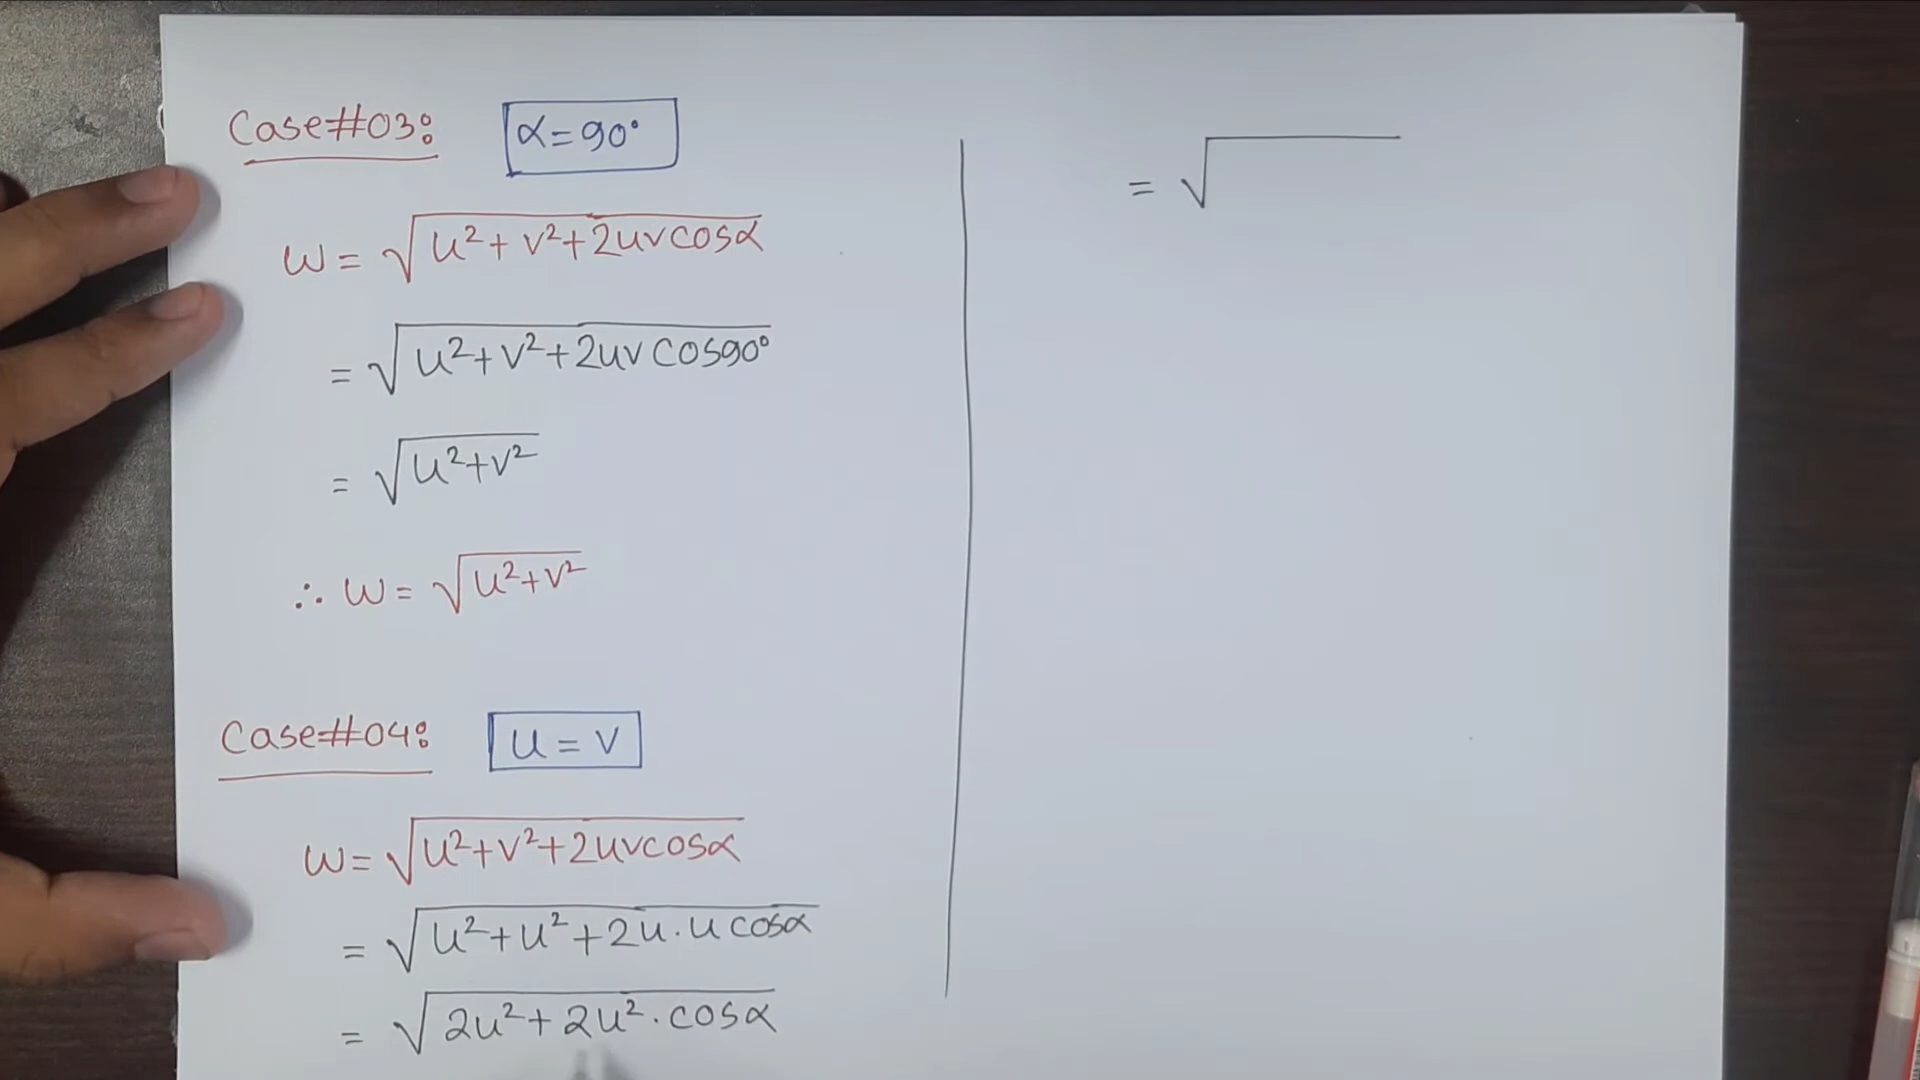 Case#03: α=90°
w = √u²+v²+2uvcosα
= √u²+v²+2uv cos90°
= √u²+v²
∴ w = √u²+v²
Case#04: u = v
w = √u²+v²+2uvcosα
= √u²+u²+2u.u cosα
= √2u²+2u².cosα
= √